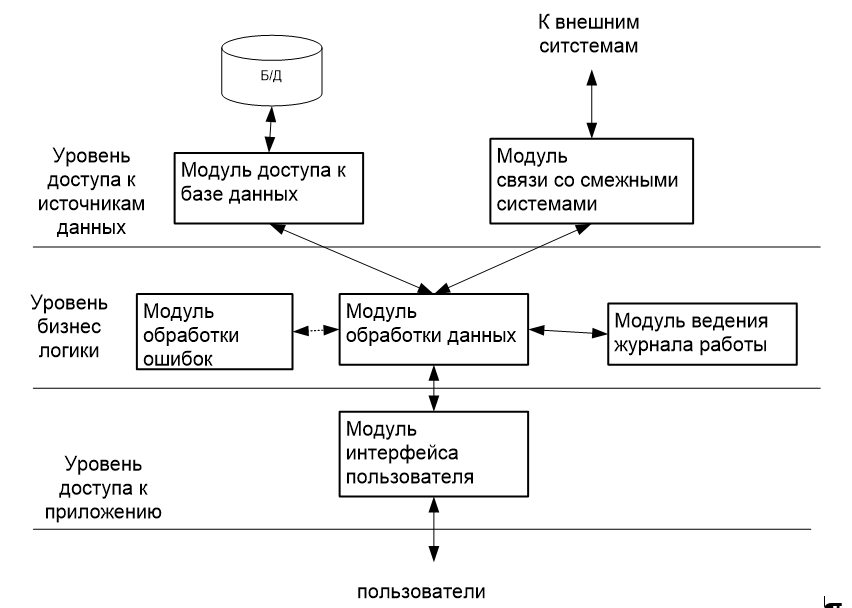 К внешним
ситстемам
Б/Д
Уровень
доступа к
источникам
данных
Модуль доступа к
базе данных
Модуль
связи со смежными
системами
Уровень
бизнес
логики
Модуль
обработки
ошибок
Модуль
обработки данных
Модуль ведения
журнала работы
Уровень
доступа к
приложению
Модуль
интерфейса
пользователя
пользователи